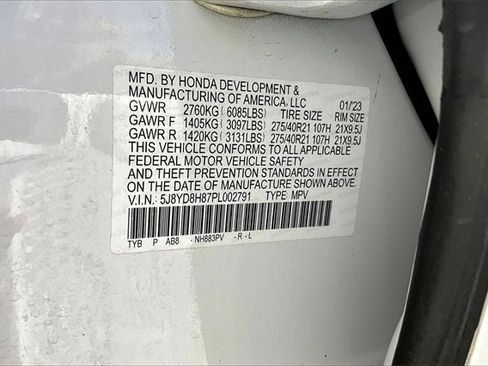 MFD. BY HONDA DEVELOPMENT &
MANUFACTURING OF AMERICA, LLC 01/23
GVWR 2760KG (6085LBS) TIRE SIZE RIM SIZE
GAWR F 1405KG (3097LBS) 275/40R21 107H 21X9.5J
GAWR R 1420KG (3131LBS) 275/40R21 107H 21X9.5J
THIS VEHICLE CONFORMS TO ALL APPLICABLE
FEDERAL MOTOR VEHICLE SAFETY
AND THEFT PREVENTION STANDARDS IN EFFECT
ON THE DATE OF MANUFACTURE SHOWN ABOVE.
V.I.N.: 5J8YD8H87PL002791 TYPE: MPV
TYB P AB8 - NH883PV - R - L